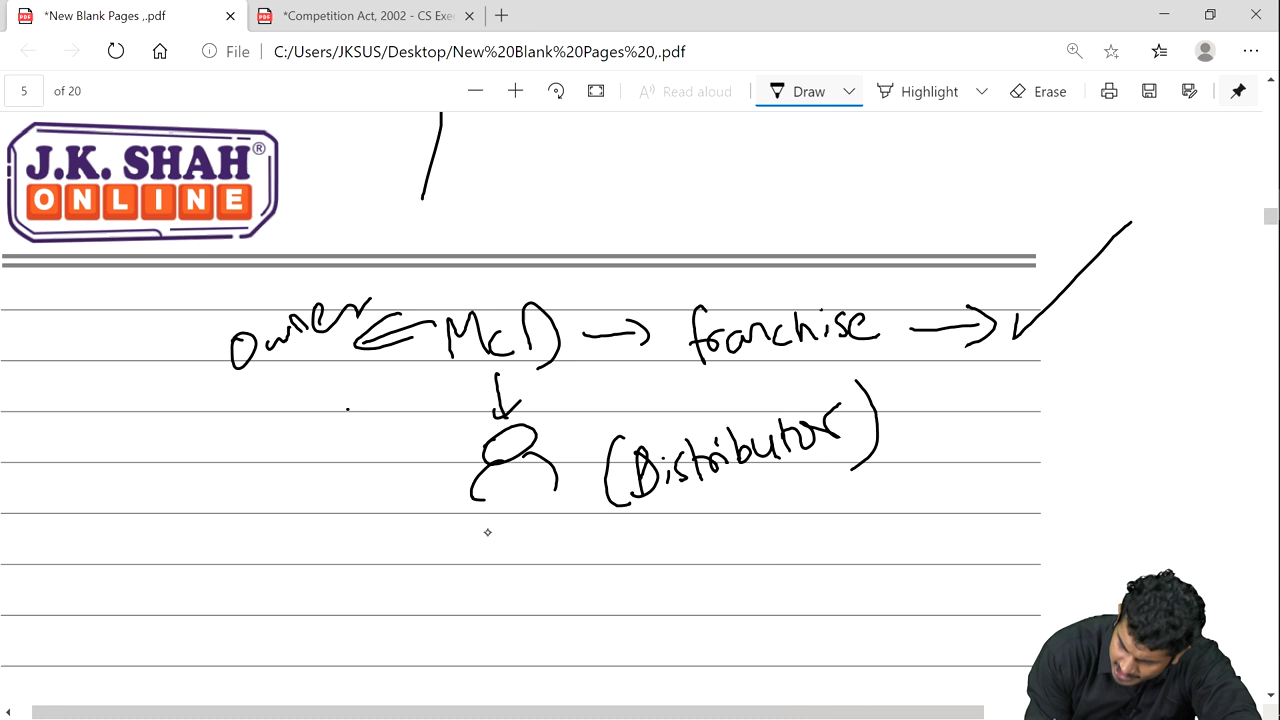 *New Blank Pages ,.pdf
*Competition Act, 2002 - CS Exe
File C:/Users/JKSUS/Desktop/New%20Blank%20Pages%20,.pdf
5 of 20 Read aloud Draw Highlight Erase
J.K. SHAH®
ONLINE
Owner McD franchise
(Distributor)